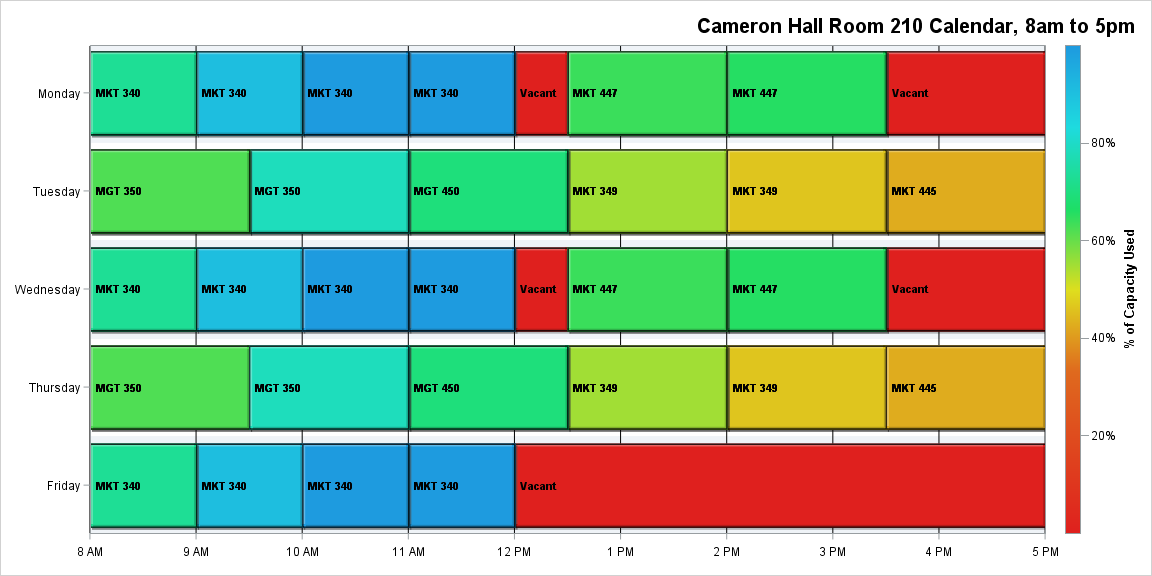 Cameron Hall Room 210 Calendar, 8am to 5pm
Monday
MKT 340
MKT 340
MKT 340
MKT 340
Vacant
MKT 447
MKT 447
Vacant
Tuesday
MGT 350
MGT 350
MGT 450
MKT 349
MKT 349
MKT 445
Wednesday
MKT 340
MKT 340
MKT 340
MKT 340
Vacant
MKT 447
MKT 447
Vacant
Thursday
MGT 350
MGT 350
MGT 450
MKT 349
MKT 349
MKT 445
Friday
MKT 340
MKT 340
MKT 340
MKT 340
Vacant
8 AM
9 AM
10 AM
11 AM
12 PM
1 PM
2 PM
3 PM
4 PM
5 PM
80%
60%
40%
20%
% of Capacity Used